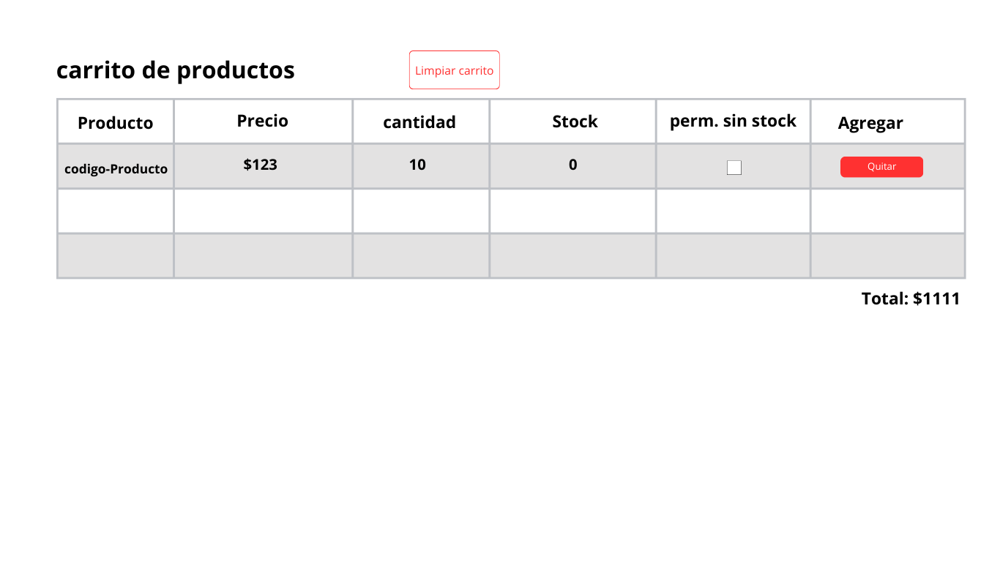 carrito de productos
Limpiar carrito
Producto
Precio
cantidad
Stock
perm. sin stock
Agregar
codigo-Producto
$123
10
0
Quitar
Total: $1111